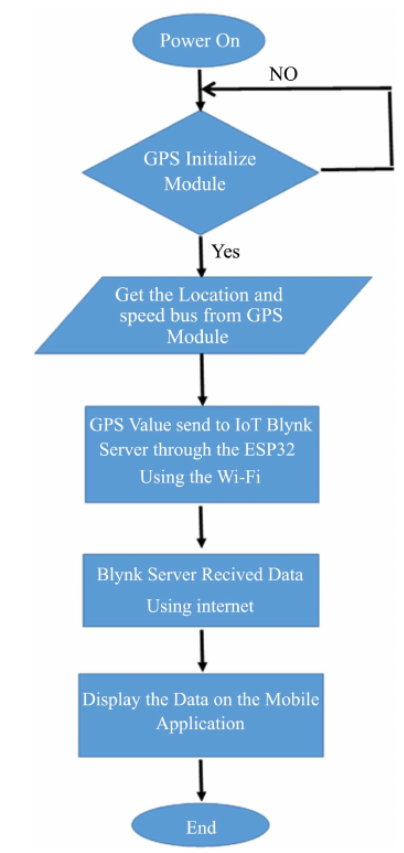 Power On
NO
GPS Initialize
Module
Yes
Get the Location and
speed bus from GPS
Module
GPS Value send to IoT Blynk
Server through the ESP32
Using the Wi-Fi
Blynk Server Recived Data
Using internet
Display the Data on the Mobile
Application
End